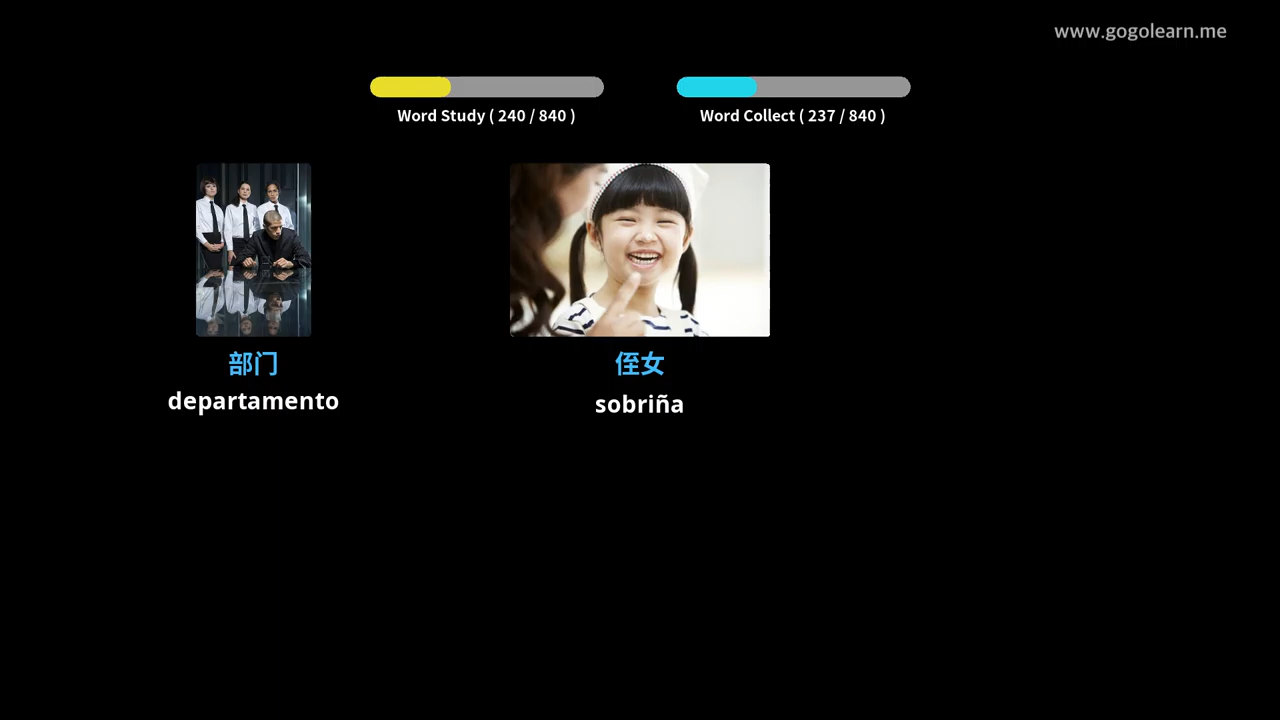 www.gogolearn.me
Word Study ( 240 / 840 )
Word Collect ( 237 / 840 )
部门
departamento
侄女
sobriña